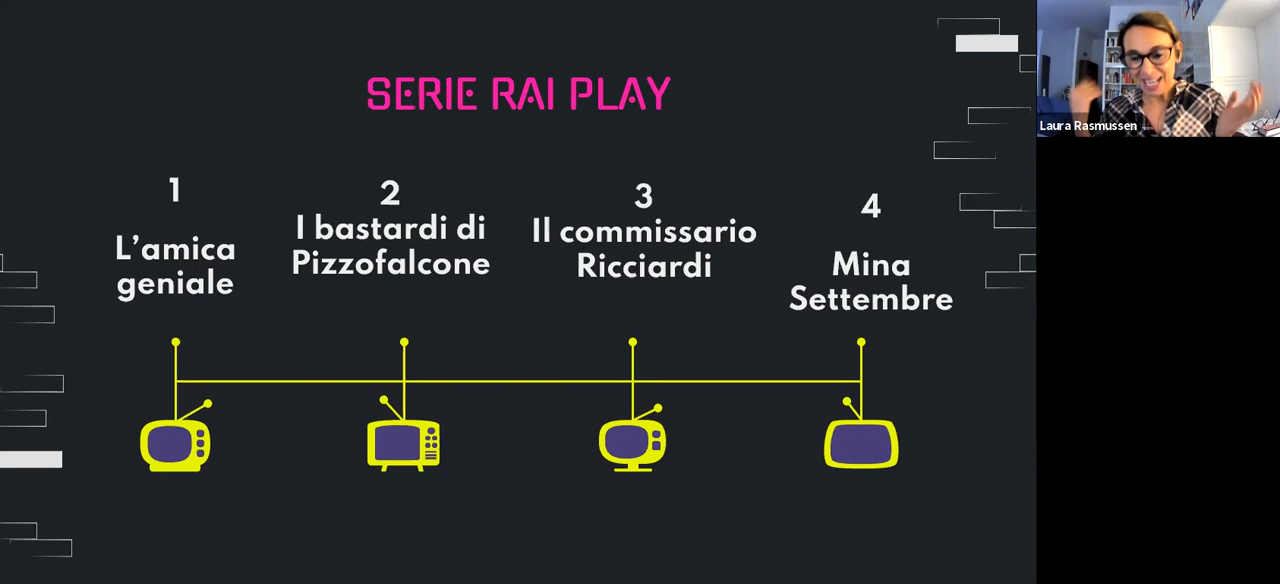 SERIE RAI PLAY
1
L'amica
geniale
2
I bastardi di
Pizzofalcone
3
Il commissario
Ricciardi
4
Mina
Settembre
Laura Rasmussen